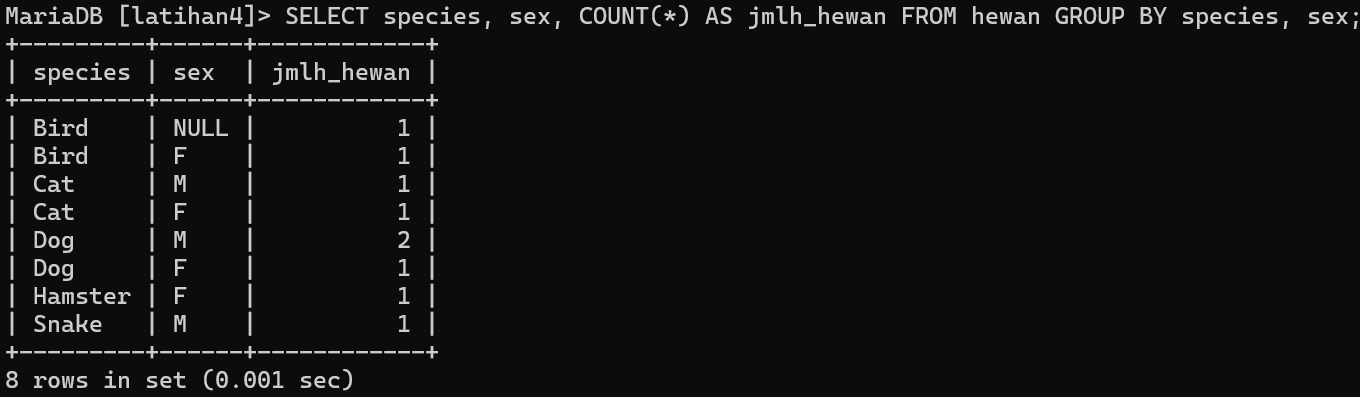 MariaDB [latihan4]> SELECT species, sex, COUNT(*) AS jmlh_hewan FROM hewan GROUP BY species, sex;
+---------+------+------------+
| species | sex  | jmlh_hewan |
+---------+------+------------+
| Bird    | NULL |          1 |
| Bird    | F    |          1 |
| Cat     | M    |          1 |
| Cat     | F    |          1 |
| Dog     | M    |          2 |
| Dog     | F    |          1 |
| Hamster | F    |          1 |
| Snake   | M    |          1 |
+---------+------+------------+
8 rows in set (0.001 sec)